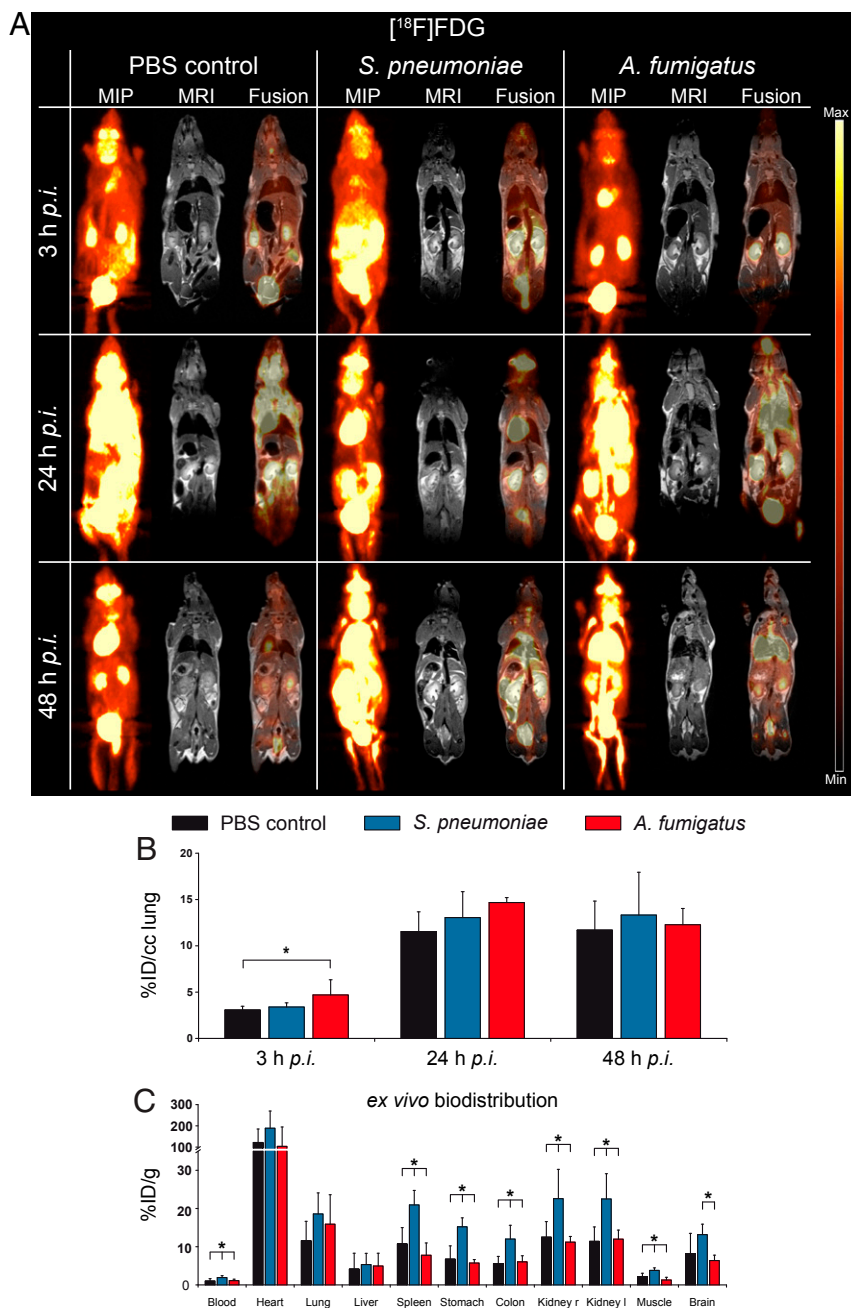 A
[¹⁸F]FDG
PBS control S. pneumoniae A. fumigatus
MIP MRI Fusion MIP MRI Fusion MIP MRI Fusion
Max
3 h p.i.
24 h p.i.
48 h p.i.
Min
PBS control S. pneumoniae A. fumigatus
B
%ID/cc lung
20
15
10
5
0
*
3 h p.i. 24 h p.i. 48 h p.i.
C
ex vivo biodistribution
%ID/g
300
200
100
30
20
10
0
* * * * * * * *
Blood Heart Lung Liver Spleen Stomach Colon Kidney r Kidney l Muscle Brain